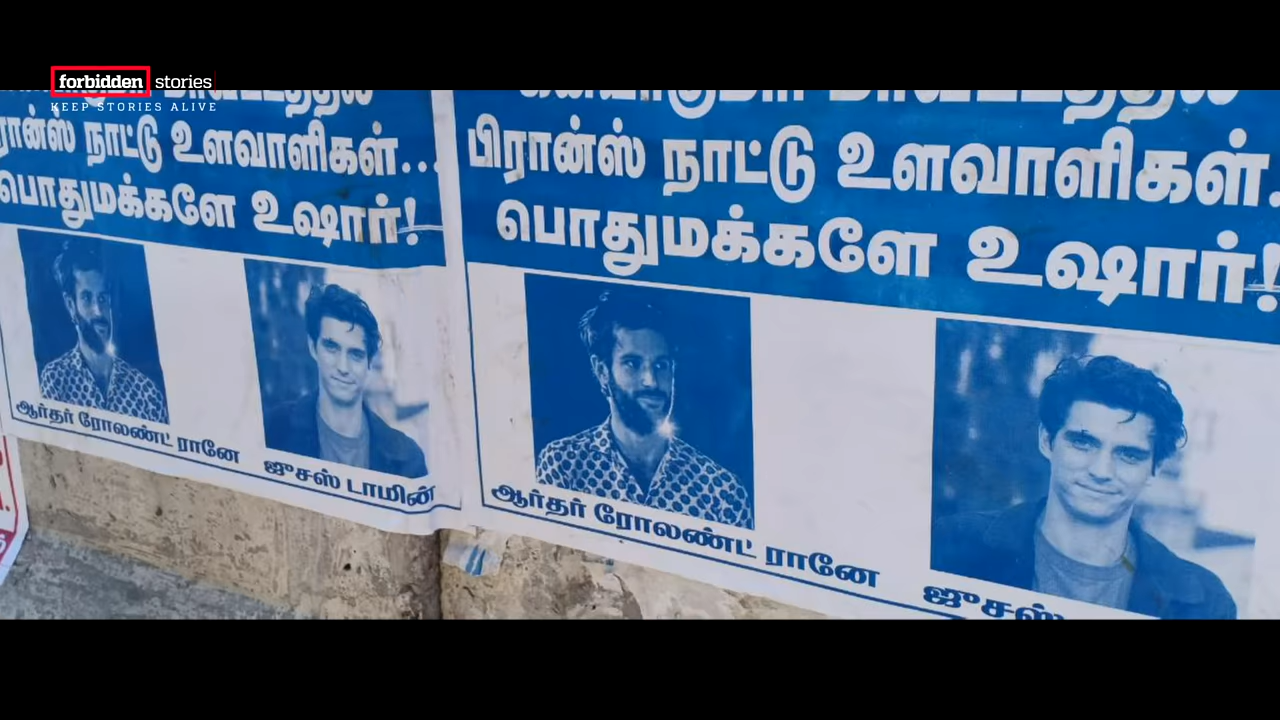 forbidden stories
KEEP STORIES ALIVE
நாட்டு உளவாளிகள்...
பொதுமக்களே உஷார்!
ஆர்தர் ரோலண்ட் ரானே
ஜுசஸ் டாமின்
பிரான்ஸ் நாட்டு உளவாளிகள்.
பொதுமக்களே உஷார்!
ஆர்தர் ரோலண்ட் ரானே
ஜுசஸ்